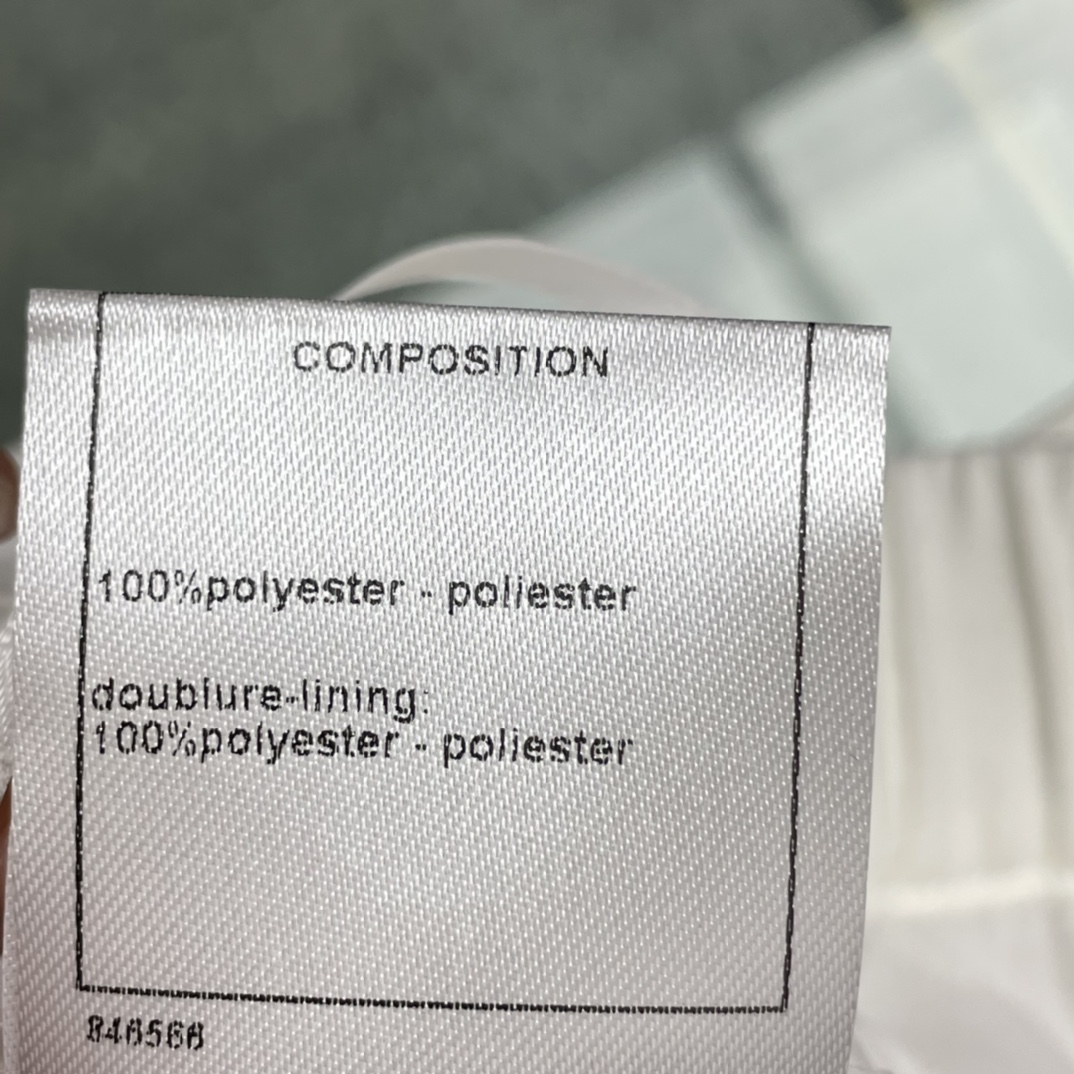 COMPOSITION
100%polyester - poliester
doublure-lining:
100%polyester - poliester
846566